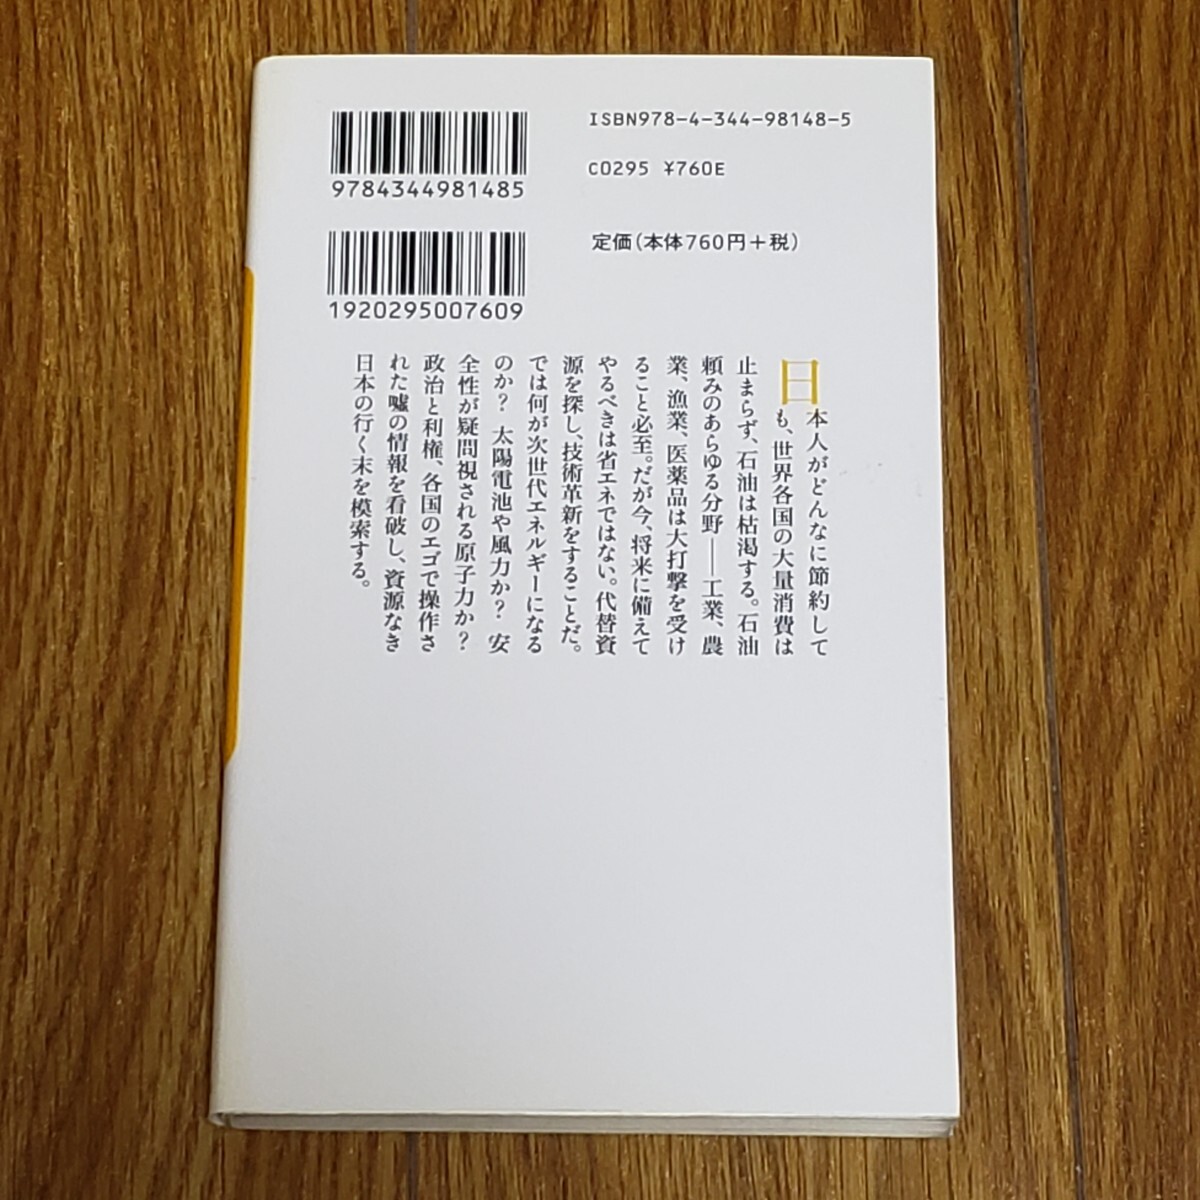 9784344981485
ISBN978-4-344-98148-5
C0295 ¥760E
1920295007609
定価(本体760円+税)
日本人がどんなに節約して
も、世界各国の大量消費は
止まらず、石油は枯渇する。石油
頼みのあらゆる分野――工業、農
業、漁業、医薬品は大打撃を受け
ること必至。だが今、将来に備えて
やるべきは省エネではない。代替資
源を探し、技術革新をすることだ。
では何が次世代エネルギーになる
のか? 太陽電池や風力か? 安
全性が疑問視される原子力か?
政治と利権、各国のエゴで操作さ
れた嘘の情報を看破し、資源なき
日本の行く末を模索する。